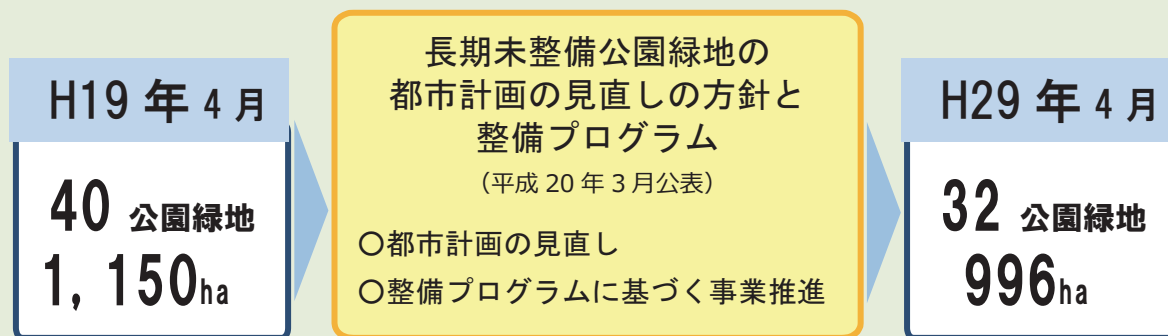 H19 年 4 月
40 公園緑地
1,150ha
長期未整備公園緑地の
都市計画の見直しの方針と
整備プログラム
（平成 20 年 3 月公表）
〇都市計画の見直し
〇整備プログラムに基づく事業推進
H29 年 4 月
32 公園緑地
996ha